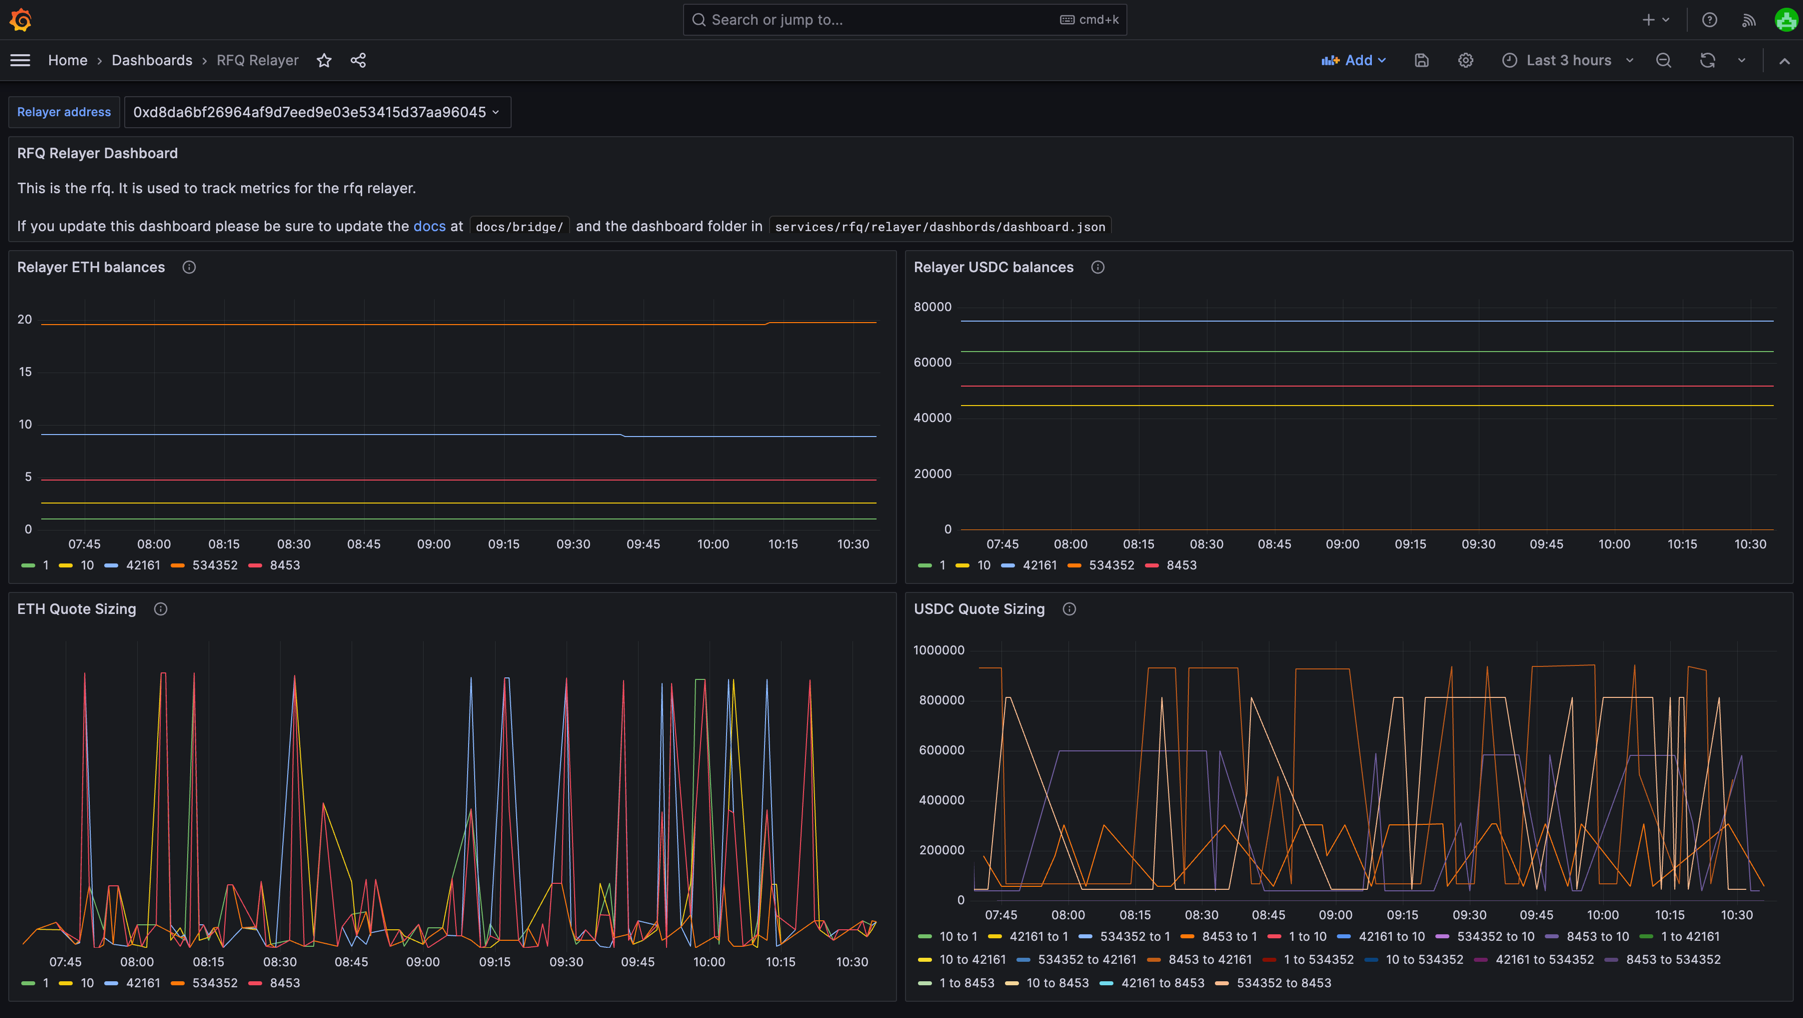 Search or jump to...
cmd+k
Home › Dashboards › RFQ Relayer
Add
Last 3 hours
Relayer address
0xd8da6bf26964af9d7eed9e03e53415d37aa96045
RFQ Relayer Dashboard
This is the rfq. It is used to track metrics for the rfq relayer.
If you update this dashboard please be sure to update the docs at docs/bridge/ and the dashboard folder in services/rfq/relayer/dashbords/dashboard.json
Relayer ETH balances
20
15
10
5
0
07:45 08:00 08:15 08:30 08:45 09:00 09:15 09:30 09:45 10:00 10:15 10:30
1 10 42161 534352 8453
Relayer USDC balances
80000
60000
40000
20000
0
07:45 08:00 08:15 08:30 08:45 09:00 09:15 09:30 09:45 10:00 10:15 10:30
1 10 42161 534352 8453
ETH Quote Sizing
07:45 08:00 08:15 08:30 08:45 09:00 09:15 09:30 09:45 10:00 10:15 10:30
1 10 42161 534352 8453
USDC Quote Sizing
1000000
800000
600000
400000
200000
0
07:45 08:00 08:15 08:30 08:45 09:00 09:15 09:30 09:45 10:00 10:15 10:30
10 to 1 42161 to 1 534352 to 1 8453 to 1 1 to 10 42161 to 10 534352 to 10 8453 to 10 1 to 42161
10 to 42161 534352 to 42161 8453 to 42161 1 to 534352 10 to 534352 42161 to 534352 8453 to 534352
1 to 8453 10 to 8453 42161 to 8453 534352 to 8453